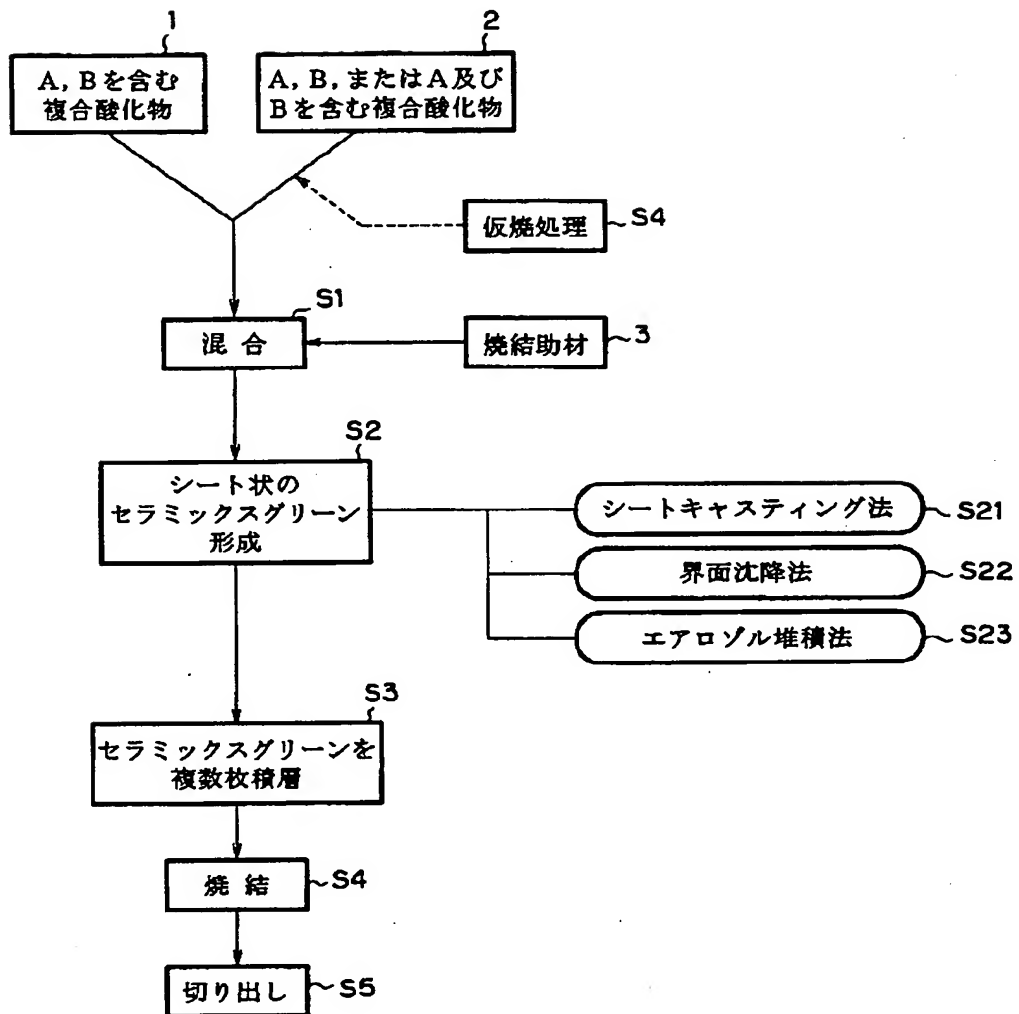 1
2
A, Bを含む
複合酸化物
A, B, またはA及び
Bを含む複合酸化物
仮焼処理
S4
S1
混 合
焼結助材
3
S2
シート状の
セラミックスグリーン
形成
シートキャスティング法
S21
界面沈降法
S22
エアロゾル堆積法
S23
S3
セラミックスグリーンを
複数枚積層
焼 結
S4
切り出し
S5